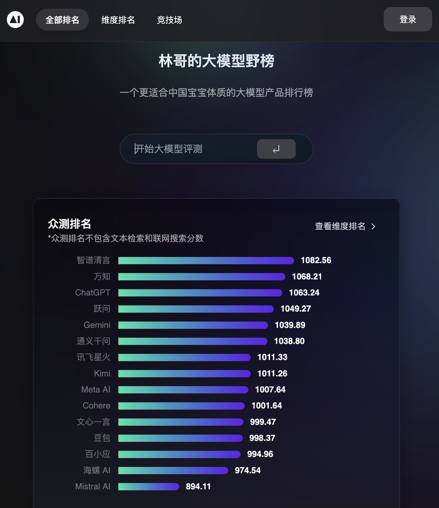 AI 全部排名 维度排名 竞技场 登录
林哥的大模型野榜
一个更适合中国宝宝体质的大模型产品排行榜
开始大模型评测
众测排名
查看维度排名
*众测排名不包含文本检索和联网搜索分数
智谱清言 1082.56
万知 1068.21
ChatGPT 1063.24
跃问 1049.27
Gemini 1039.89
通义千问 1038.80
讯飞星火 1011.33
Kimi 1011.26
Meta AI 1007.64
Cohere 1001.64
文心一言 999.47
豆包 998.37
百小应 994.96
海螺 AI 974.54
Mistral AI 894.11